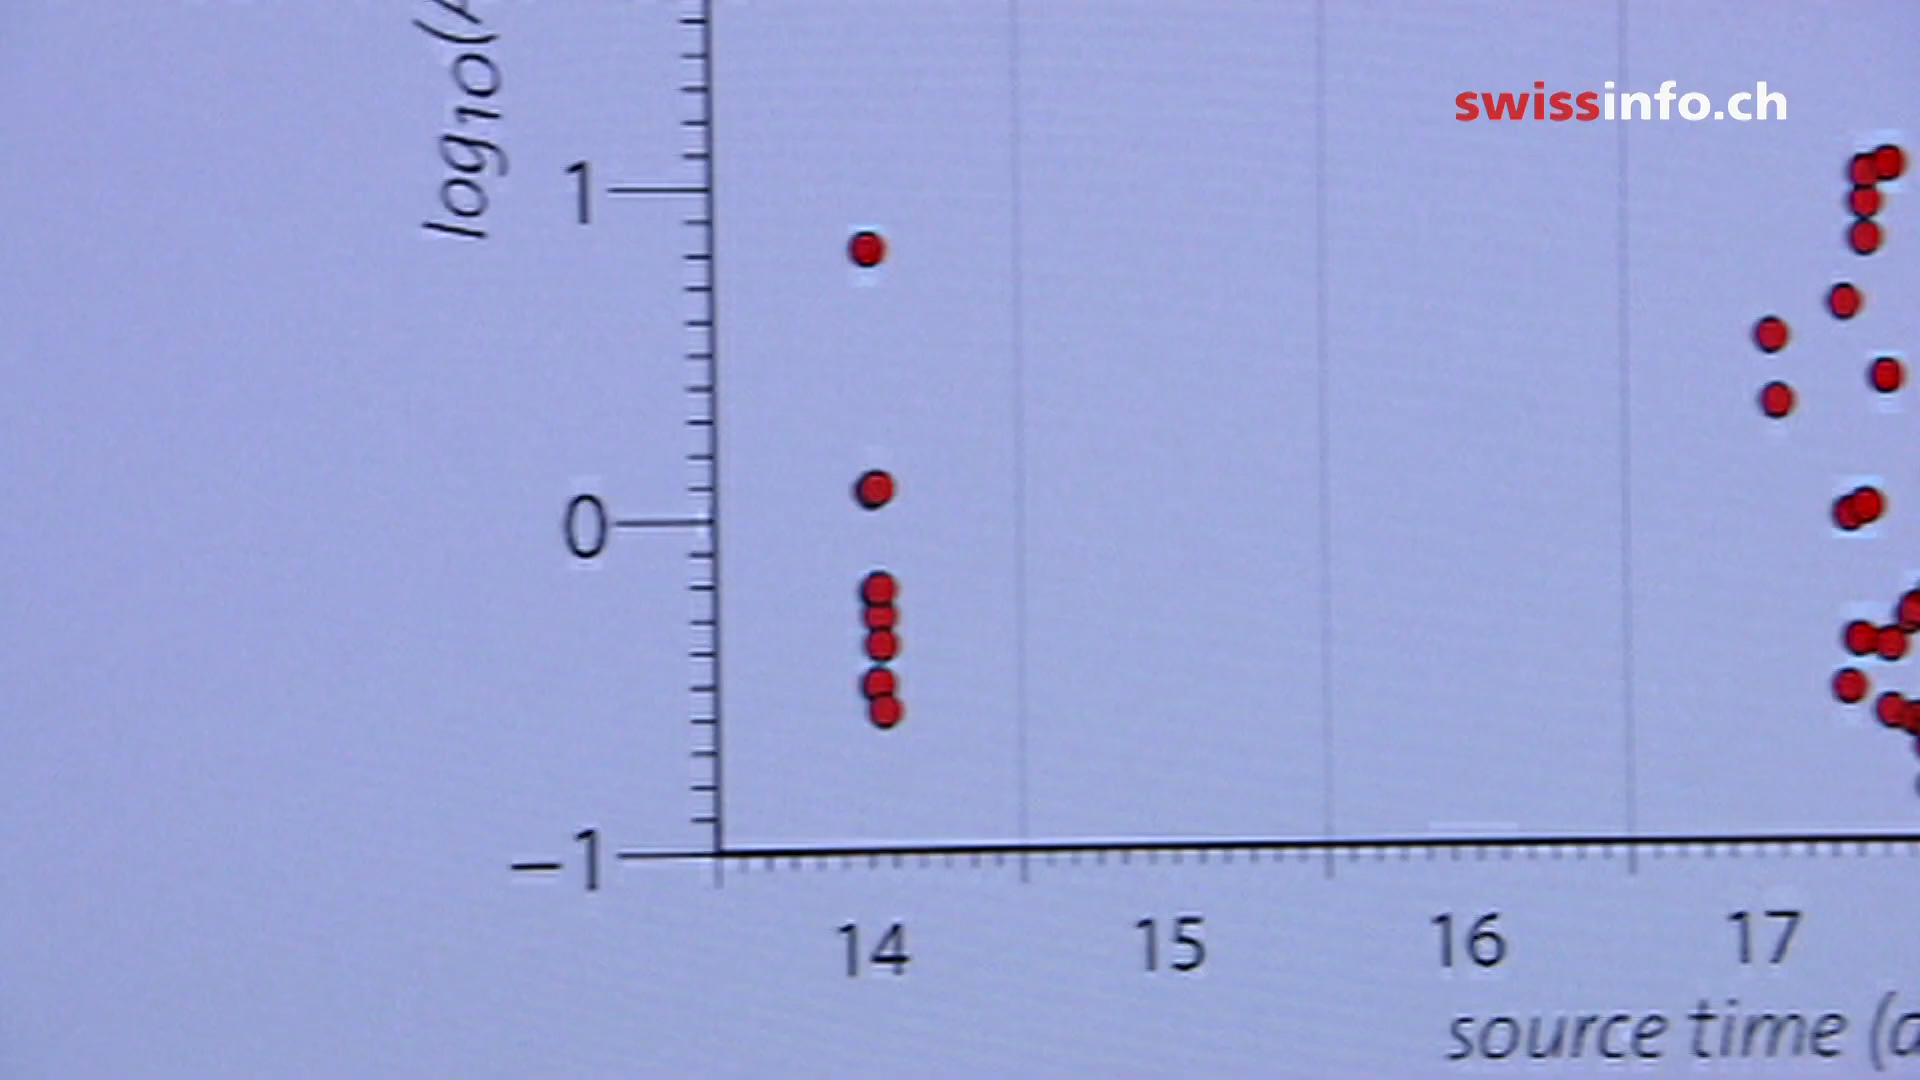 swissinfo.ch
log10(
1
0
−1
14 15 16 17
source time (